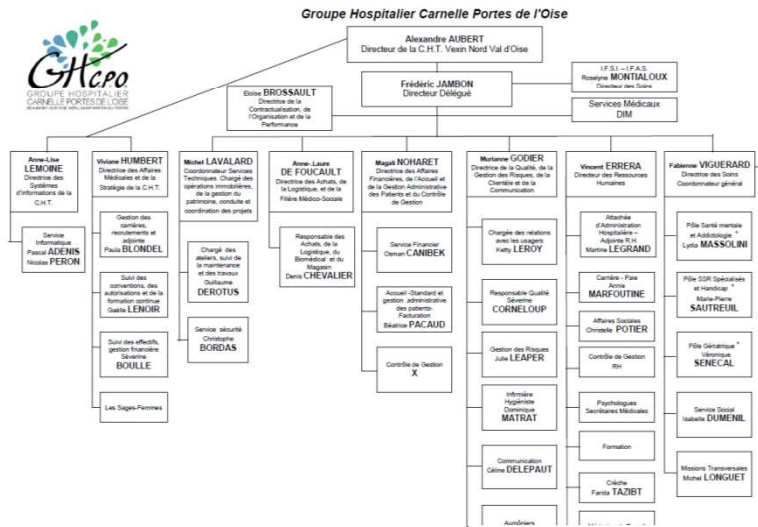 Groupe Hospitalier Carnelle Portes de l'Oise
GHCPO
GROUPE HOSPITALIER
CARNELLE PORTES DE L'OISE
Alexandre AUBERT
Directeur de la C.H.T. Vexin Nord Val d'Oise
Frédéric JAMBON
Directeur Délégué
I.F.S.I. – I.F.A.S.
Roselyne MONTIALOUX
Directeur des Soins
Eloïse BROSSAULT
Directrice de la
Contractualisation, de
l'Organisation et de la
Performance
Services Médicaux
DIM
Anne-Lise
LEMOINE
Directrice des
Systèmes
d'Informations de la
C.H.T.
Service
Informatique
Pascal ADENIS
Nicolas PERON
Viviane HUMBERT
Directrice des Affaires
Médicales et de la
Stratégie de la C.H.T.
Gestion des
carrières,
recrutements et
adjointe
Paula BLONDEL
Suivi des
conventions, des
autorisations et de la
formation continue
Gaëlle LENOIR
Suivi des effectifs,
gestion financière
Séverine
BOULLE
Les Sages-Femmes
Michel LAVALARD
Coordonnateur Services
Techniques. Chargé des
opérations immobilières,
de la gestion du
patrimoine, conduite et
coordination des projets
Chargé des
ateliers, suivi de
la maintenance
et des travaux
Guillaume
DEROTUS
Service sécurité
Christophe
BORDAS
Anne-.Laure
DE FOUCAULT
Directrice des Achats, de
la Logistique, et de la
Filière Médico-Sociale
Responsable des
Achats, de la
Logistique, du
Biomédical et du
Magasin
Denis CHEVALIER
Magali NOHARET
Directrice des Affaires
Financières, de l'Accueil et
de la Gestion Administrative
des Patients et du Contrôle
de Gestion
Service Financier
Osman CANIBEK
Accueil -Standard et
gestion administrative
des patients-
Facturation
Béatrice PACAUD
Contrôle de Gestion
X
Murianne GODIER
Directrice de la Qualité, de la
Gestion des Risques, de la
Clientèle et de la
Communication
Chargée des relations
avec les usagers
Ketty LEROY
Responsable Qualité
Séverine
CORNELOUP
Gestion des Risques
Julie LEAPER
Infirmière
Hygiéniste
Dominique
MATRAT
Communication
Céline DELEPAUT
Aumôniers
Vincent ERRERA
Directeur des Ressources
Humaines
Attachée
d'Administration
Hospitalière –
Adjointe R.H.
Martine LEGRAND
Carrière - Paie
Annie
MARFOUTINE
Affaires Sociales
Christelle POTIER
Contrôle de Gestion
RH
Psychologues
Secrétaires Médicales
Formation
Crèche
Farida TAZIBT
Fabienne VIGUERARD
Directrice des Soins
Coordonnateur général
Pôle Santé mentale
et Addictologie *
Lydia MASSOLINI
Pôle SSR Spécialisés
et Handicap *
Marie-Pierre
SAUTREUIL
Pôle Gériatrique *
Véronique
SENECAL
Service Social
Isabelle DUMENIL
Missions Transversales
Michel LONGUET